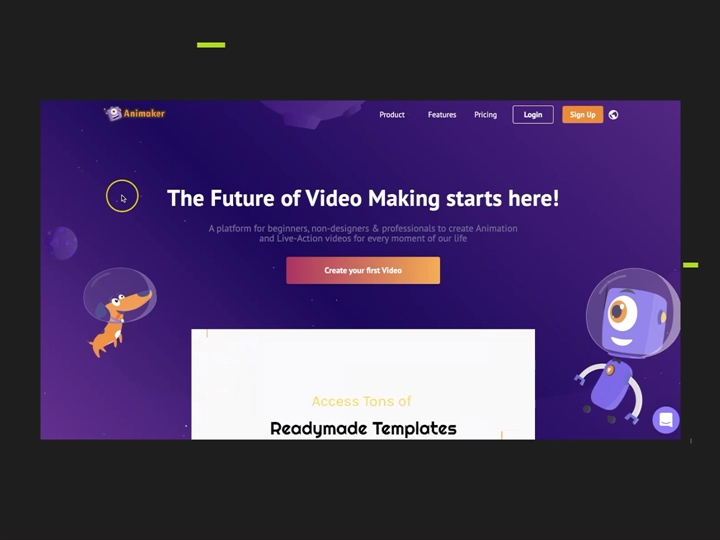 Animaker
Product Features Pricing Login Sign Up
The Future of Video Making starts here!
A platform for beginners, non-designers & professionals to create Animation
and Live-Action videos for every moment of our life
Create your first Video
Access Tons of
Readymade Templates